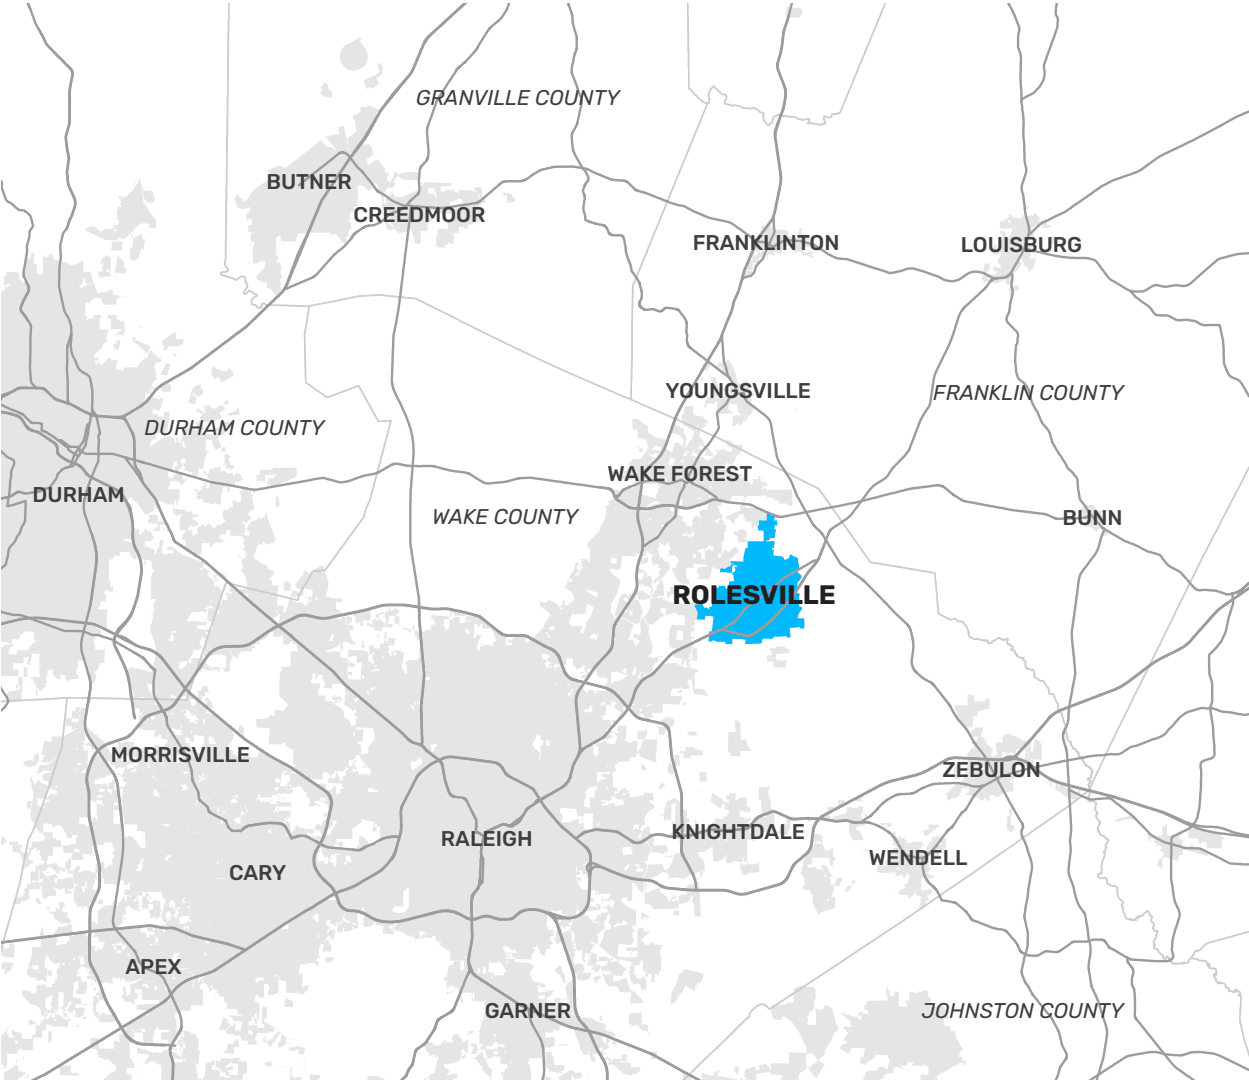 GRANVILLE COUNTY
BUTNER
CREEDMOOR
FRANKLINTON
LOUISBURG
YOUNGSVILLE
FRANKLIN COUNTY
DURHAM COUNTY
WAKE FOREST
DURHAM
WAKE COUNTY
BUNN
ROLESVILLE
MORRISVILLE
ZEBULON
KNIGHTDALE
RALEIGH
WENDELL
CARY
APEX
GARNER
JOHNSTON COUNTY